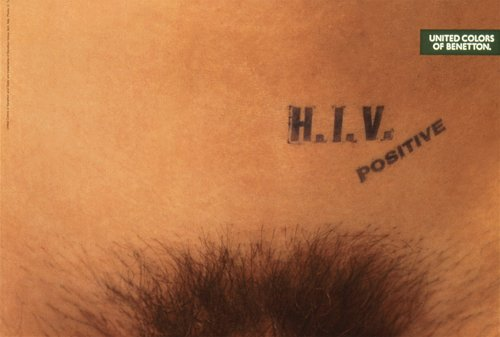 UNITED COLORS
OF BENETTON.
H.I.V.
POSITIVE